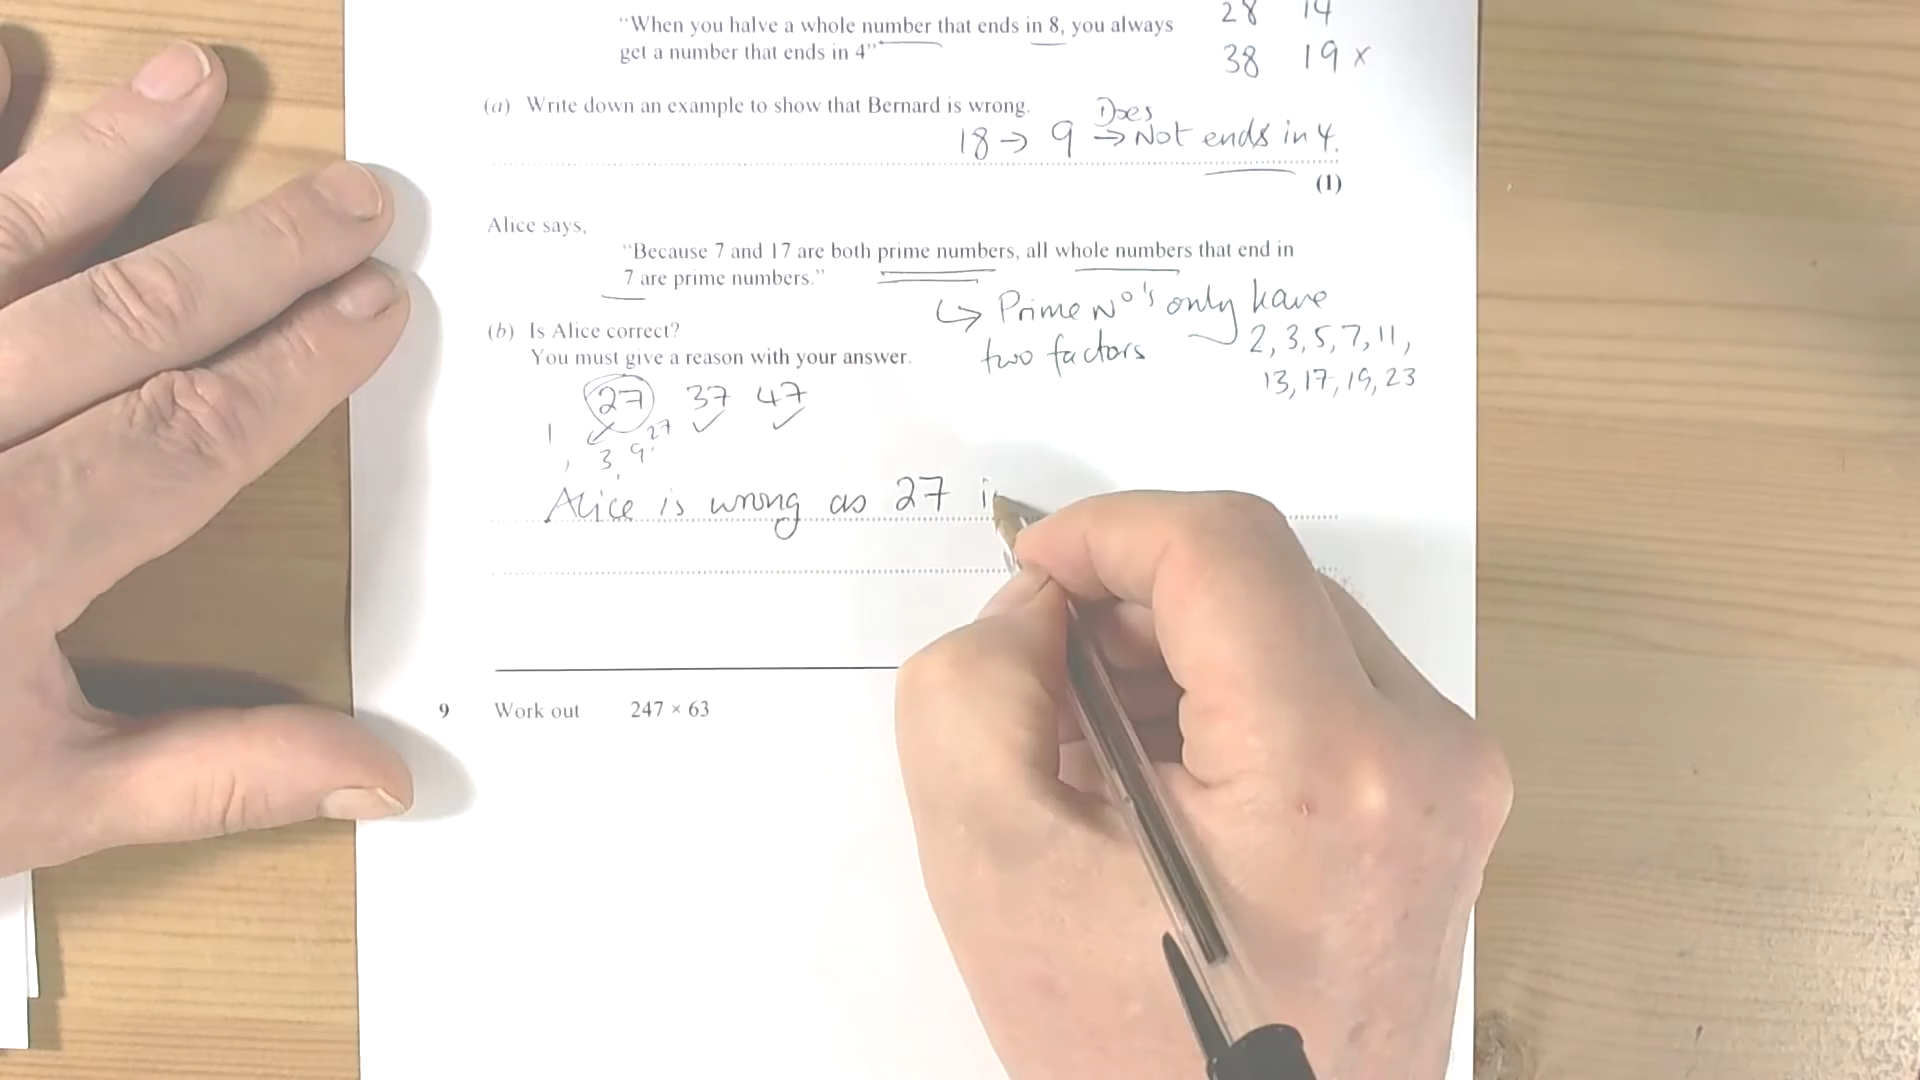 "When you halve a whole number that ends in 8, you always
get a number that ends in 4"
28 14
38 19 x
(a) Write down an example to show that Bernard is wrong.
Does
18 → 9 → Not ends in 4.
(1)
Alice says,
"Because 7 and 17 are both prime numbers, all whole numbers that end in
7 are prime numbers."
↳ Prime Nº's only have
two factors
2, 3, 5, 7, 11,
13, 17, 19, 23
(b) Is Alice correct?
You must give a reason with your answer.
27 37 47
1, 3, 9, 27
Alice is wrong as 27 i
9 Work out 247 × 63